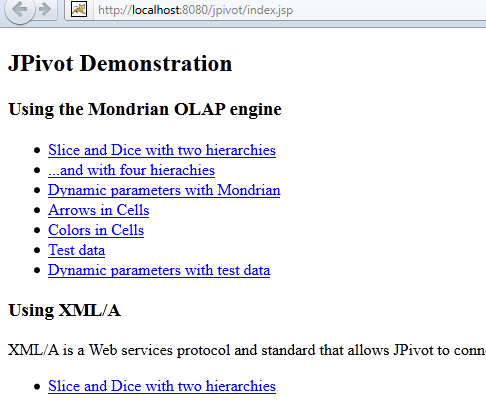 http://localhost:8080/jpivot/index.jsp
JPivot Demonstration
Using the Mondrian OLAP engine
Slice and Dice with two hierarchies
...and with four hierachies
Dynamic parameters with Mondrian
Arrows in Cells
Colors in Cells
Test data
Dynamic parameters with test data
Using XML/A
XML/A is a Web services protocol and standard that allows JPivot to
Slice and Dice with two hierarchies